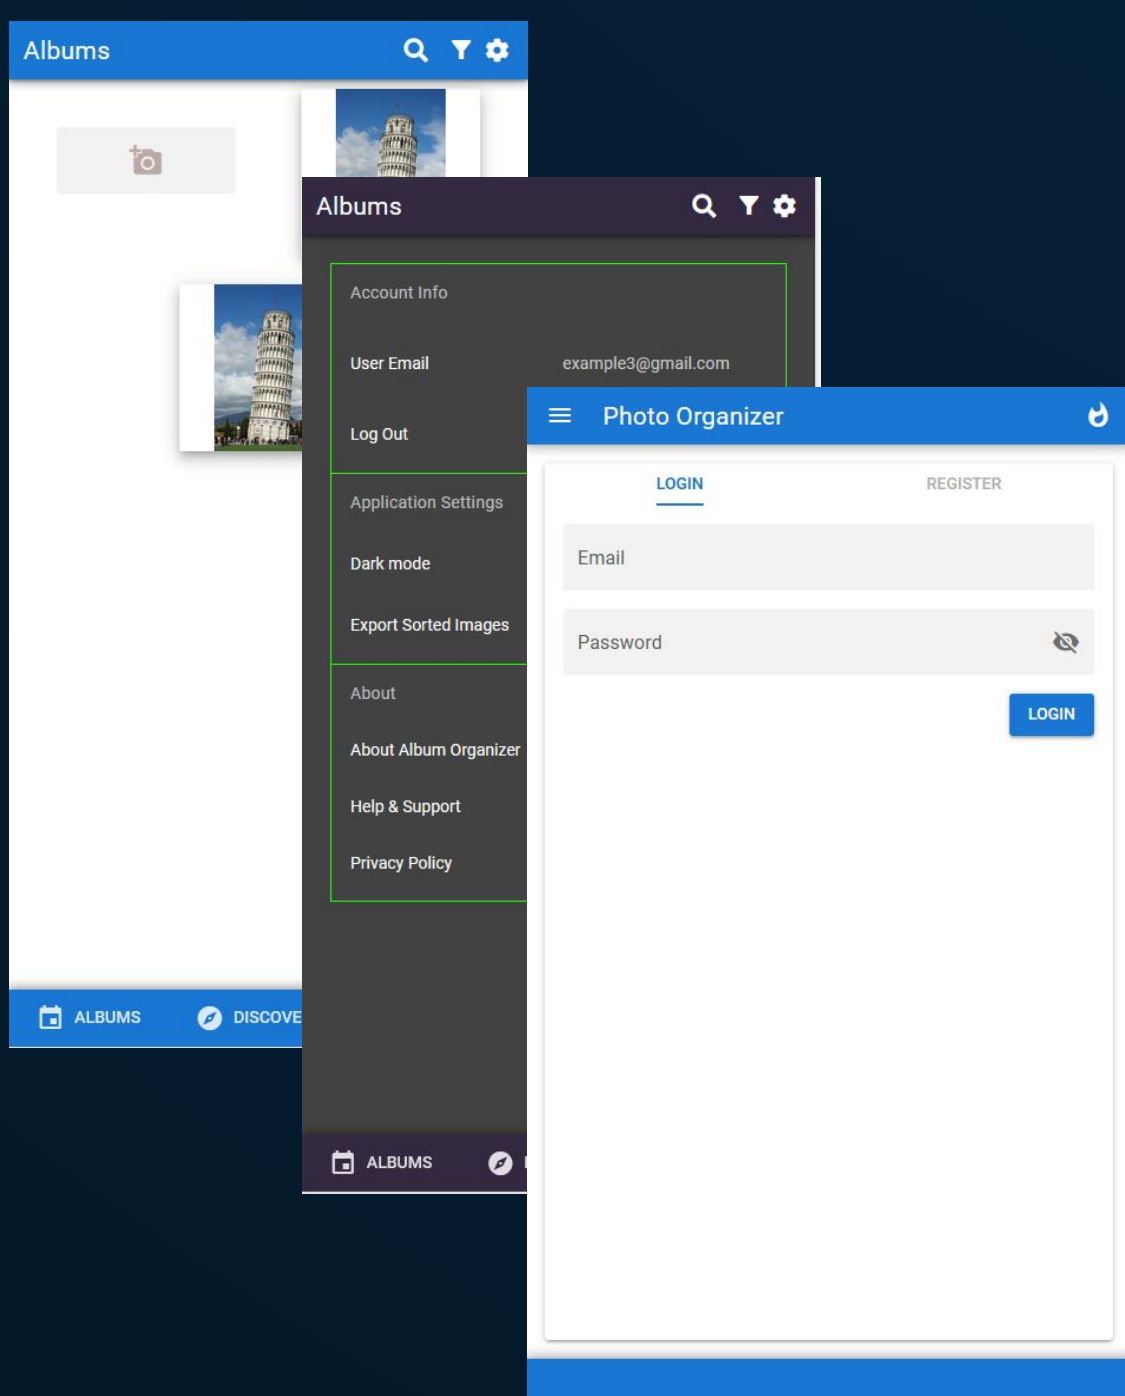 Albums
ALBUMS
DISCOVE
Albums
Account Info
User Email example3@gmail.com
Log Out
Application Settings
Dark mode
Export Sorted Images
About
About Album Organizer
Help & Support
Privacy Policy
ALBUMS
Photo Organizer
LOGIN REGISTER
Email
Password
LOGIN